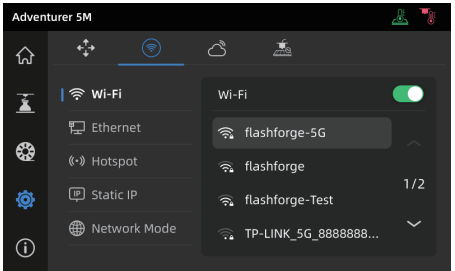 Adventurer 5M
Wi-Fi
Ethernet
Hotspot
IP
Static IP
Network Mode
Wi-Fi
flashforge-5G
flashforge
flashforge-Test
TP-LINK_5G_8888888...
1/2